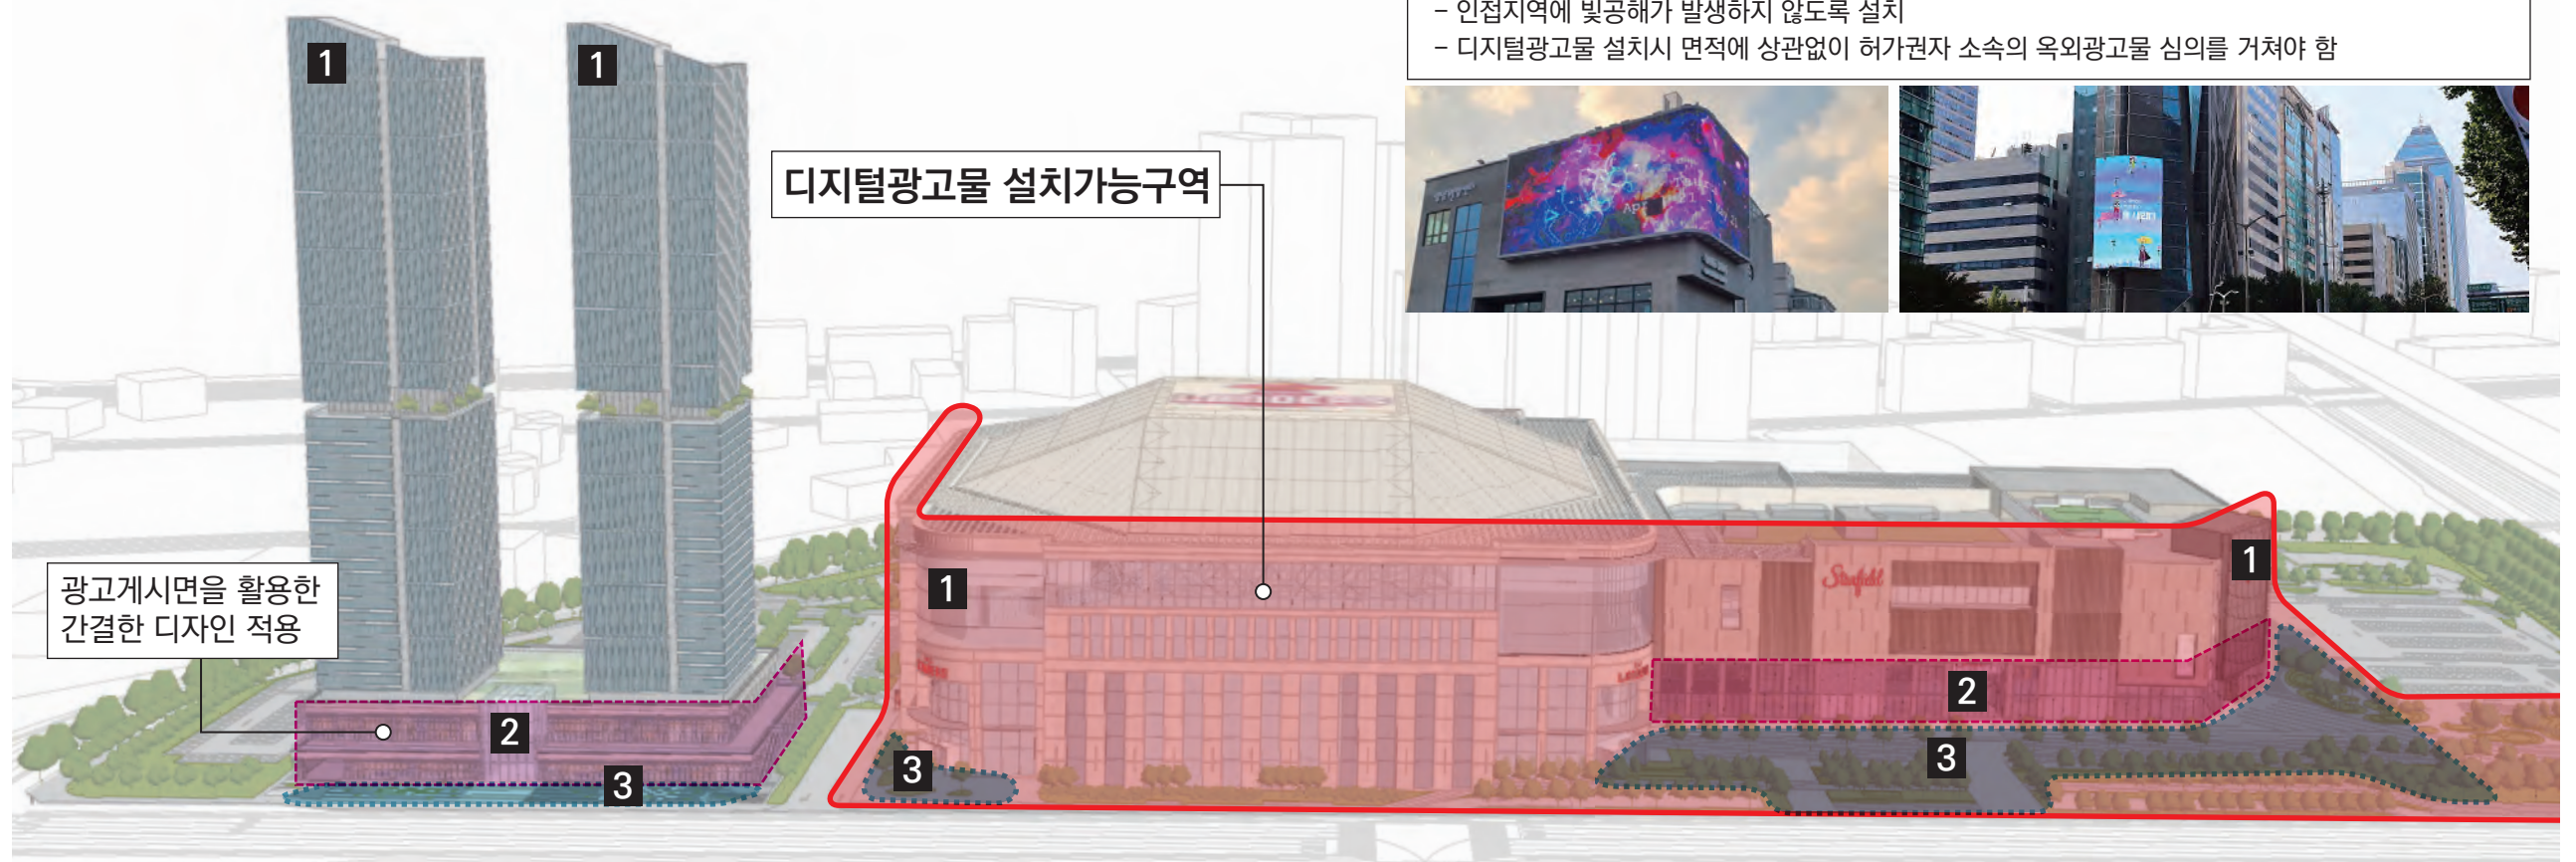 – 인접지역에 빛공해가 발생하지 않도록 설치
– 디지털광고물 설치시 면적에 상관없이 허가권자 소속의 옥외광고물 심의를 거쳐야 함
1
1
디지털광고물 설치가능구역
광고게시면을 활용한
간결한 디자인 적용
1
1
Starfield
2
2
3
3
3